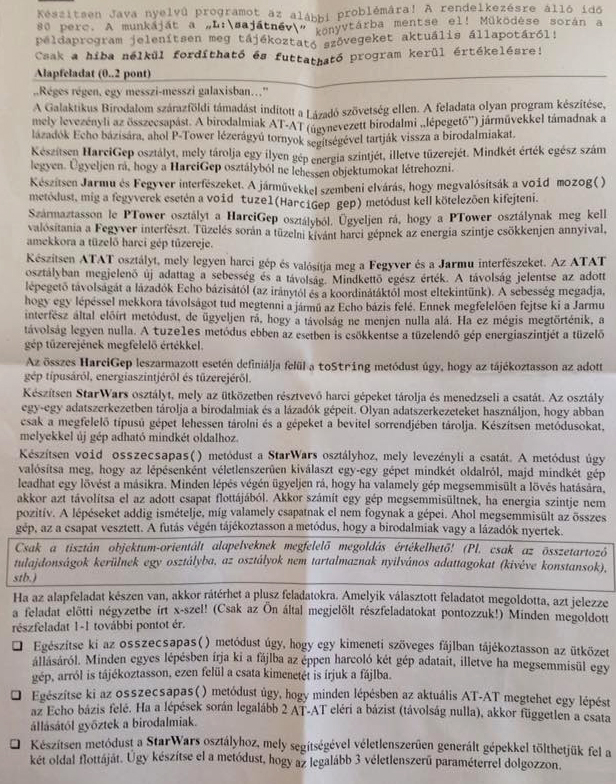 Készítsen Java nyelvű programot az alábbi problémára! A rendelkezésre álló idő
80 perc. A munkáját a „L:\sajátnév\" könyvtárba mentse el! Működése során a
példaprogram jelenítsen meg tájékoztató szövegeket aktuális állapotáról!
Csak a hiba nélkül fordítható és futtatható program kerül értékelésre!
Alapfeladat (0..2 pont)
„Réges régen, egy messzi-messzi galaxisban..."
A Galaktikus Birodalom szárazföldi támadást indított a Lázadó szövetség ellen. A feladata olyan program készítése,
mely levezényli az összecsapást. A birodalmiak AT-AT (úgynevezett birodalmi „lépegető") járművekkel támadnak a
lázadók Echo bázisára, ahol P-Tower lézerágyú tornyok segítségével tartják vissza a birodalmiakat.
Készítsen HarciGep osztályt, mely tárolja egy ilyen gép energia szintjét, illetve tűzerejét. Mindkét érték egész szám
legyen. Ügyeljen rá, hogy a HarciGep osztályból ne lehessen objektumokat létrehozni.
Készítsen Jarmu és Fegyver interfészeket. A járművekkel szembeni elvárás, hogy megvalósítsák a void mozog()
metódust, míg a fegyverek esetén a void tuzel(HarciGep gep) metódust kell kötelezően kifejteni.
Származtasson le PTower osztályt a HarciGep osztályból. Ügyeljen rá, hogy a PTower osztálynak meg kell
valósítania a Fegyver interfészt. Tüzelés során a tüzelni kívánt harci gépnek az energia szintje csökkenjen annyival,
amekkora a tüzelő harci gép tűzereje.
Készítsen ATAT osztályt, mely legyen harci gép és valósítja meg a Fegyver és a Jarmu interfészeket. Az ATAT
osztályban megjelenő új adattag a sebesség és a távolság. Mindkettő egész érték. A távolság jelentse az adott
lépegető távolságát a lázadók Echo bázisától (az iránytól és a koordinátáktól most eltekintünk). A sebesség megadja,
hogy egy lépéssel mekkora távolságot tud megtenni a jármű az Echo bázis felé. Ennek megfelelően fejtse ki a Jarmu
interfész által előírt metódust, de ügyeljen rá, hogy a távolság ne menjen nulla alá. Ha ez mégis megtörténik, a
távolság legyen nulla. A tuzeles metódus ebben az esetben is csökkentse a tüzelendő gép energiaszintjét a tüzelő
gép tűzerejének megfelelő értékkel.
Az összes HarciGep leszarmazott esetén definiálja felül a toString metódust úgy, hogy az tájékoztasson az adott
gép típusáról, energiaszintjéről és tűzerejéről.
Készítsen StarWars osztályt, mely az ütközetben résztvevő harci gépeket tárolja és menedzseli a csatát. Az osztály
egy-egy adatszerkezetben tárolja a birodalmiak és a lázadók gépeit. Olyan adatszerkezeteket használjon, hogy abban
csak a megfelelő típusú gépet lehessen tárolni és a gépeket a bevitel sorrendjében tárolja. Készítsen metódusokat,
melyekkel új gép adható mindkét oldalhoz.
Készítsen void osszecsapas() metódust a StarWars osztályhoz, mely levezényli a csatát. A metódust úgy
valósítsa meg, hogy az lépésenként véletlenszerűen kiválaszt egy-egy gépet mindkét oldalról, majd mindkét gép
leadhat egy lövést a másikra. Minden lépés végén ügyeljen rá, hogy ha valamely gép megsemmisült a lövés hatására,
akkor azt távolítsa el az adott csapat flottájából. Akkor számít egy gép megsemmisültnek, ha energia szintje nem
pozitív. A lépéseket addig ismételje, míg valamely csapatnak el nem fogynak a gépei. Ahol megsemmisült az összes
gép, az a csapat vesztett. A futás végén tájékoztasson a metódus, hogy a birodalmiak vagy a lázadók nyertek.
Csak a tisztán objektum-orientált alapelveknek megfelelő megoldás értékelhető! (Pl. csak az összetartozó
tulajdonságok kerülnek egy osztályba, az osztályok nem tartalmaznak nyilvános adattagokat (kivéve konstansok),
stb.)
Ha az alapfeladat készen van, akkor rátérhet a plusz feladatokra. Amelyik választott feladatot megoldotta, azt jelezze
a feladat előtti négyzetbe írt x-szel! (Csak az Ön által megjelölt részfeladatokat pontozzuk!) Minden megoldott
részfeladat 1-1 további pontot ér.
❑ Egészítse ki az osszecsapas() metódust úgy, hogy egy kimeneti szöveges fájlban tájékoztasson az ütközet
állásáról. Minden egyes lépésben írja ki a fájlba az éppen harcoló két gép adatait, illetve ha megsemmisül egy
gép, arról is tájékoztasson, ezen felül a csata kimenetét is írjuk a fájlba.
❑ Egészítse ki az osszecsapas() metódust úgy, hogy minden lépésben az aktuális AT-AT megtehet egy lépést
az Echo bázis felé. Ha a lépések során legalább 2 AT-AT eléri a bázist (távolság nulla), akkor független a csata
állásától győztek a birodalmiak.
❑ Készítsen metódust a StarWars osztályhoz, mely segítségével véletlenszerűen generált gépekkel tölthetjük fel a
két oldal flottáját. Úgy készítse el a metódust, hogy az legalább 3 véletlenszerű paraméterrel dolgozzon.